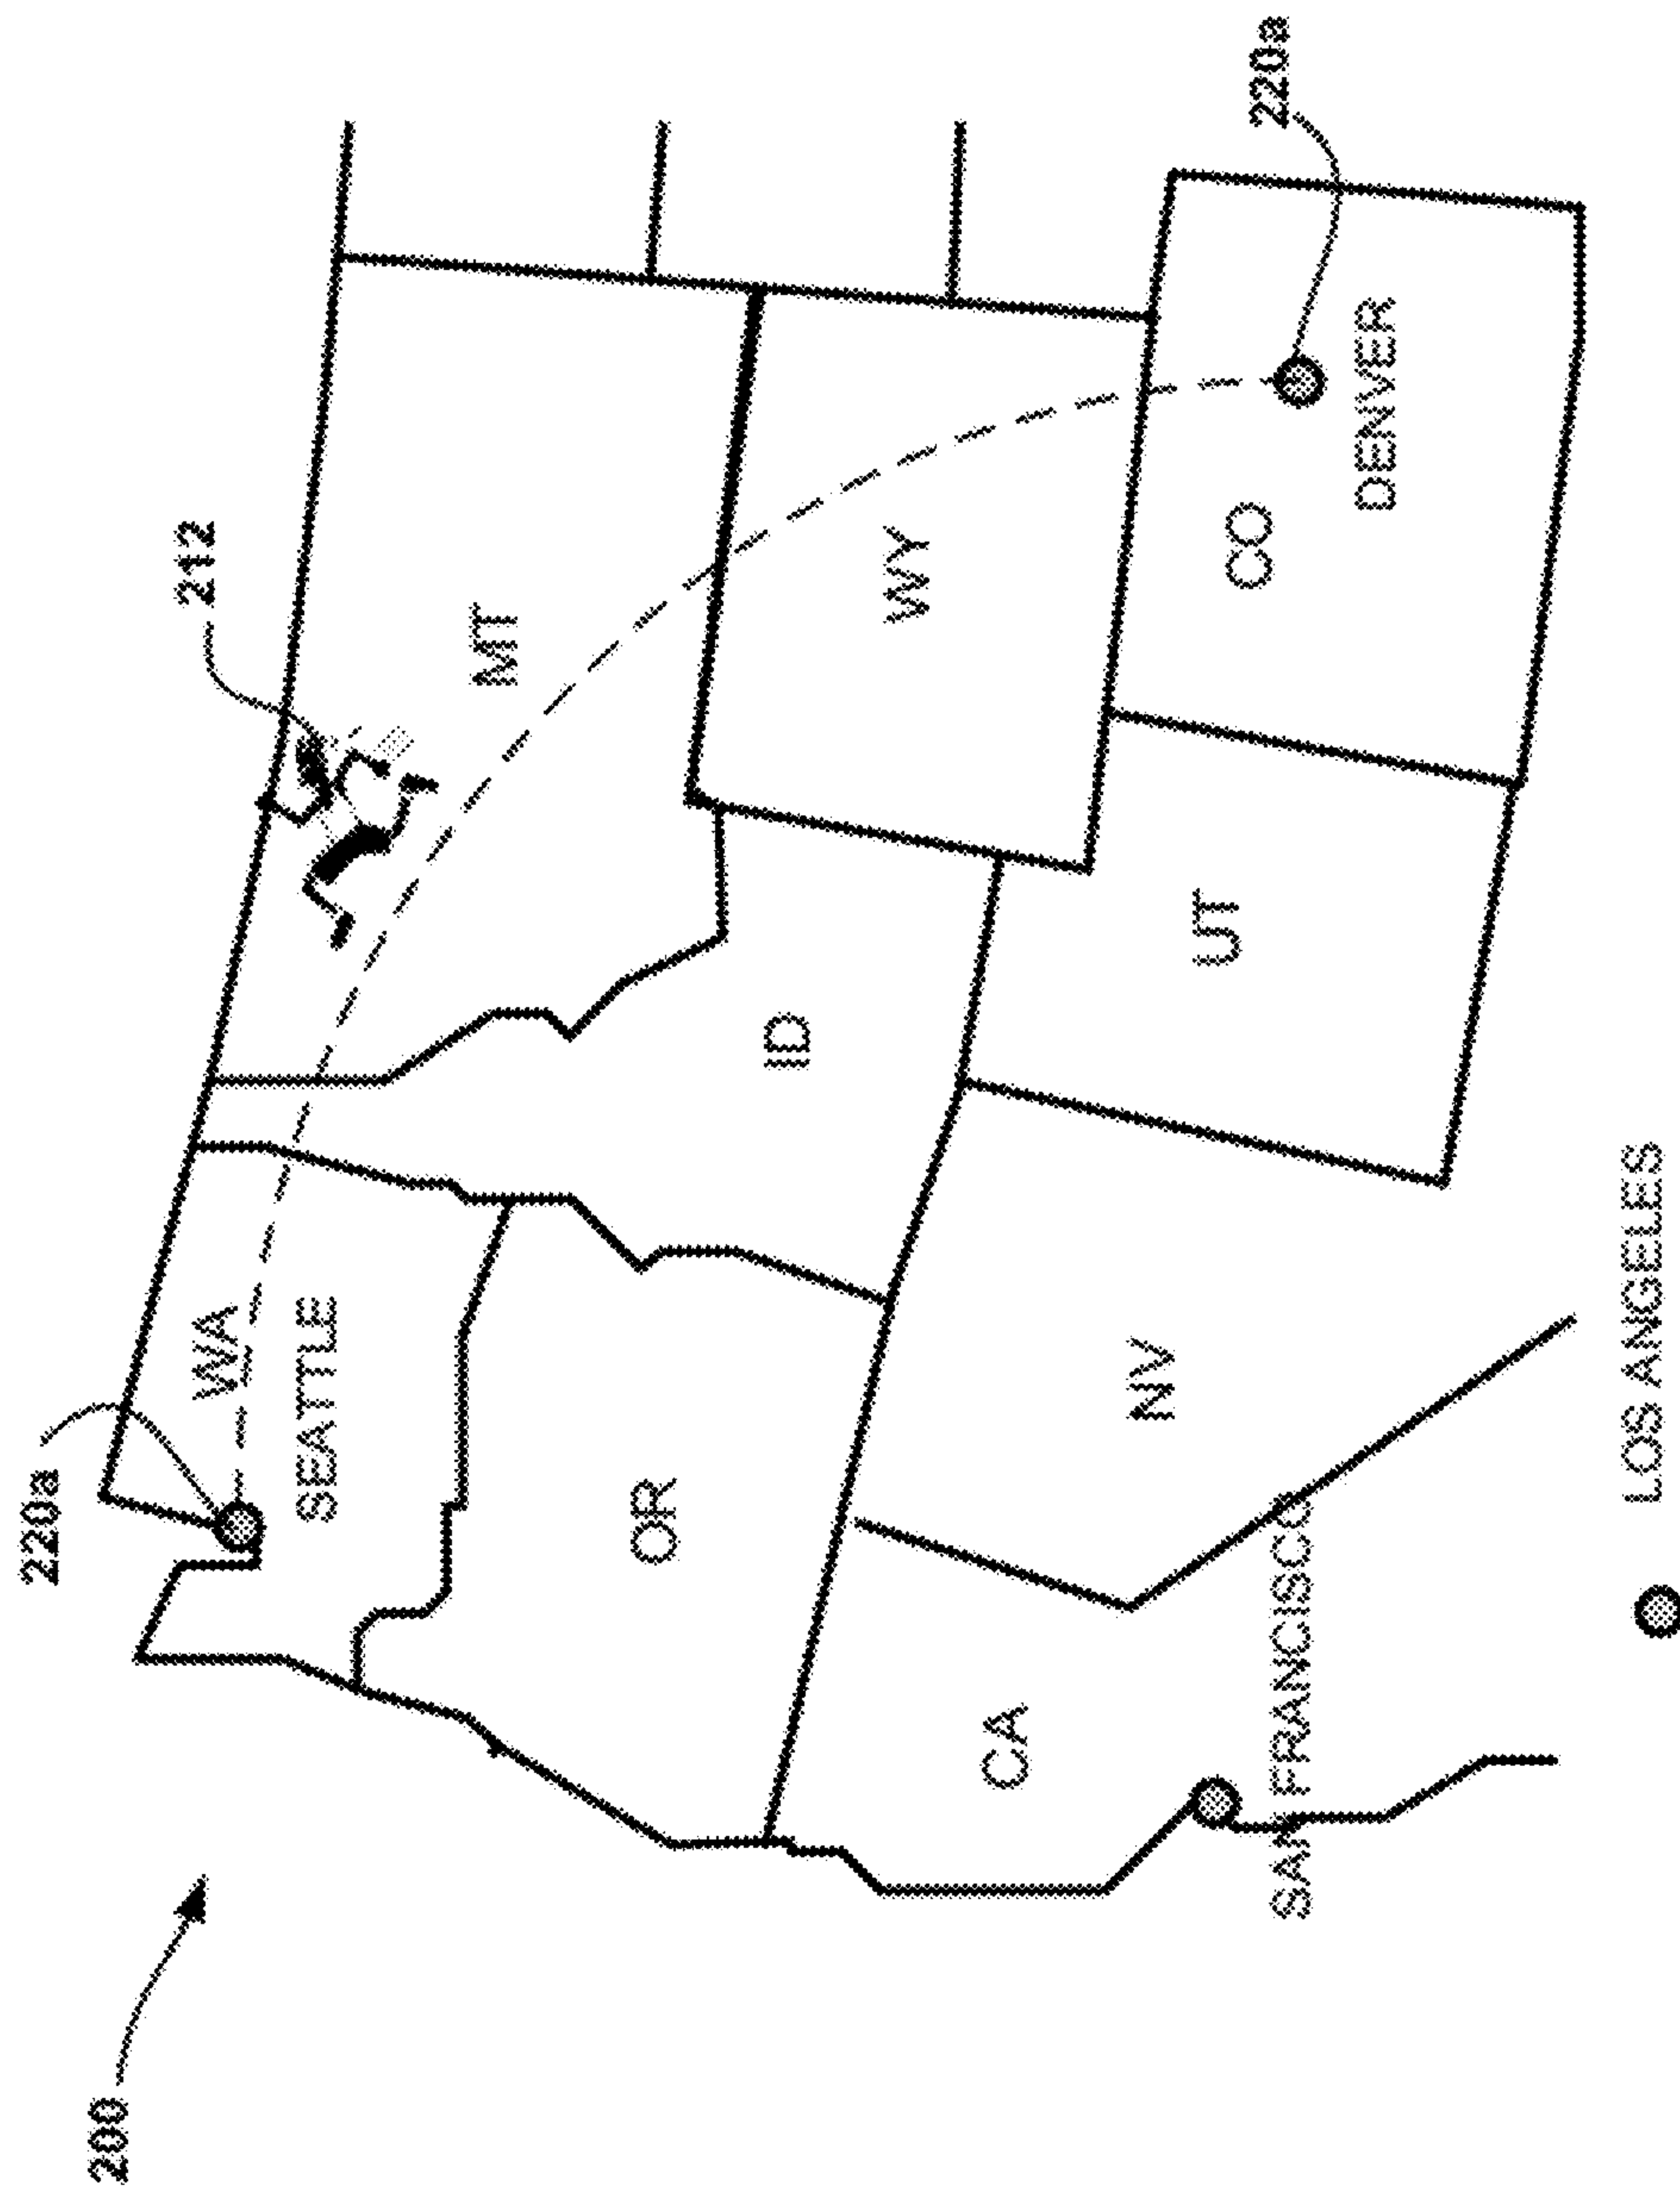 200
220a
WA
SEATTLE
212
MT
OR
ID
WY
220a
CA
NV
UT
CO
DENVER
SAN FRANCISCO
LOS ANGELES